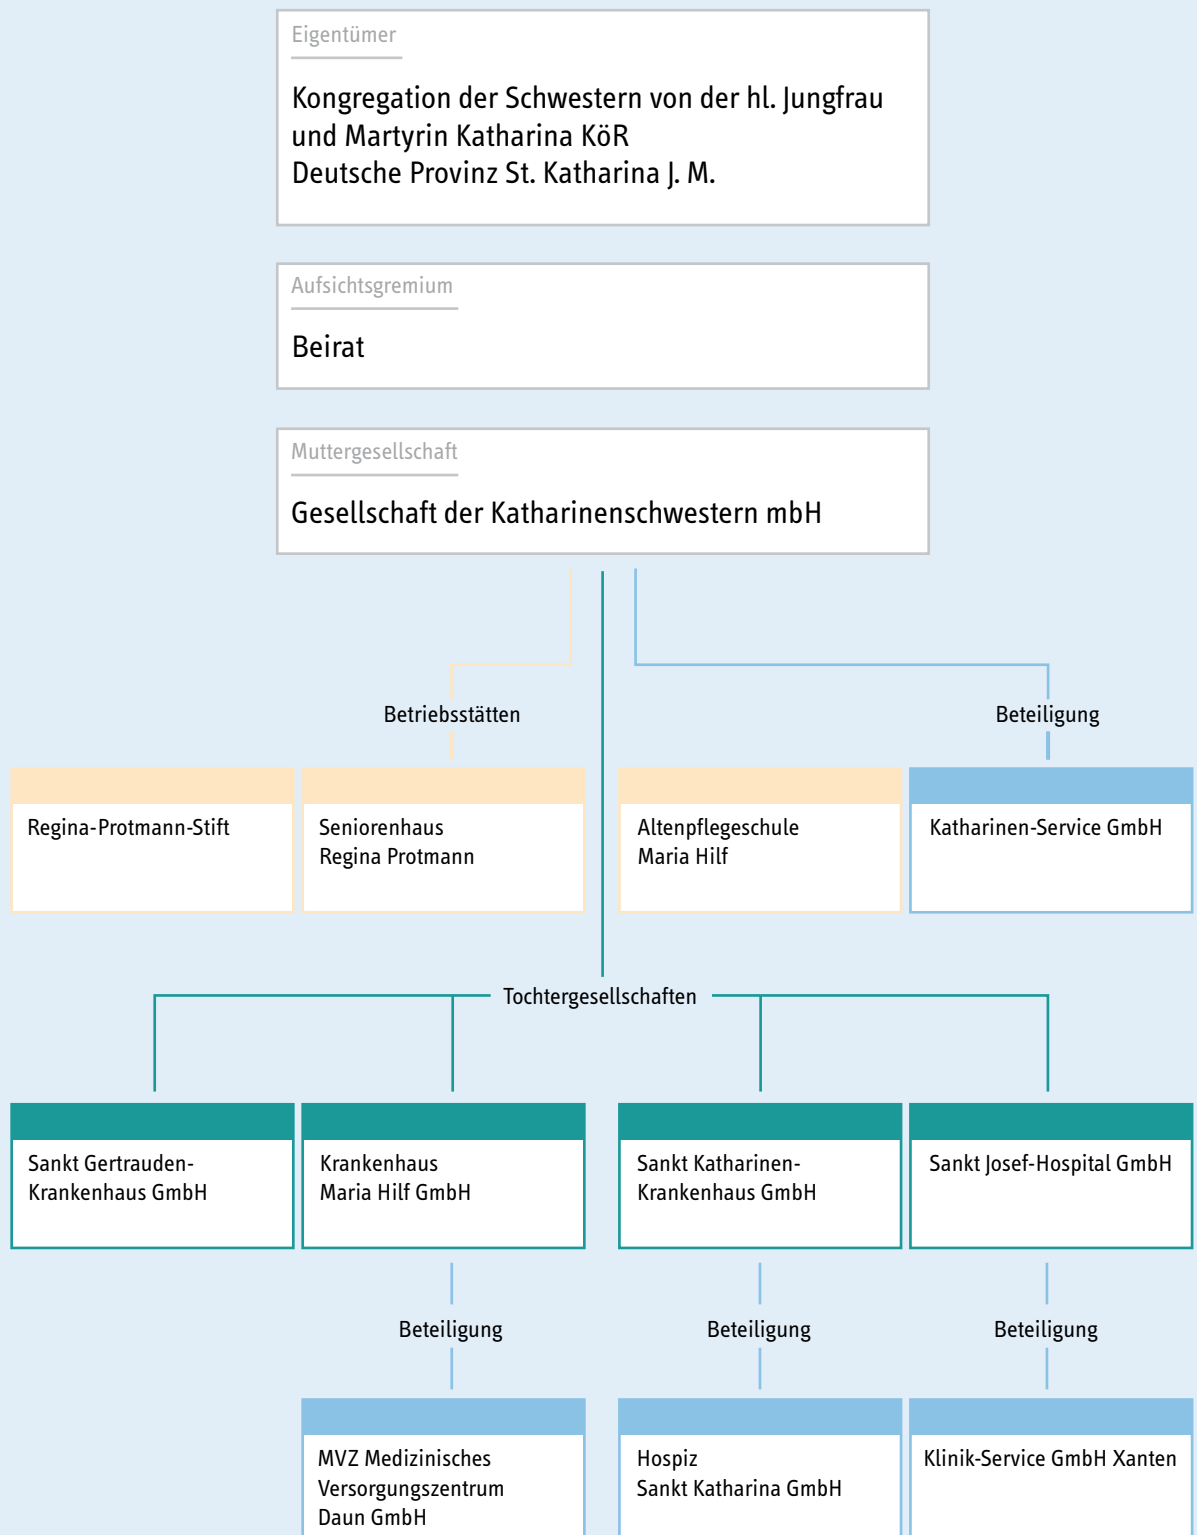 Eigentümer
Kongregation der Schwestern von der hl. Jungfrau
und Martyrin Katharina KöR
Deutsche Provinz St. Katharina J. M.
Aufsichtsgremium
Beirat
Muttergesellschaft
Gesellschaft der Katharinenschwestern mbH
Betriebsstätten
Beteiligung
Regina-Protmann-Stift
Seniorenhaus
Regina Protmann
Altenpflegeschule
Maria Hilf
Katharinen-Service GmbH
Tochtergesellschaften
Sankt Gertrauden-
Krankenhaus GmbH
Krankenhaus
Maria Hilf GmbH
Sankt Katharinen-
Krankenhaus GmbH
Sankt Josef-Hospital GmbH
Beteiligung
Beteiligung
Beteiligung
MVZ Medizinisches
Versorgungszentrum
Daun GmbH
Hospiz
Sankt Katharina GmbH
Klinik-Service GmbH Xanten